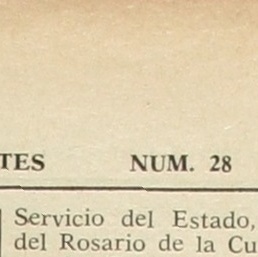 TES NUM. 28
Servicio del Estado,
del Rosario de la Cu